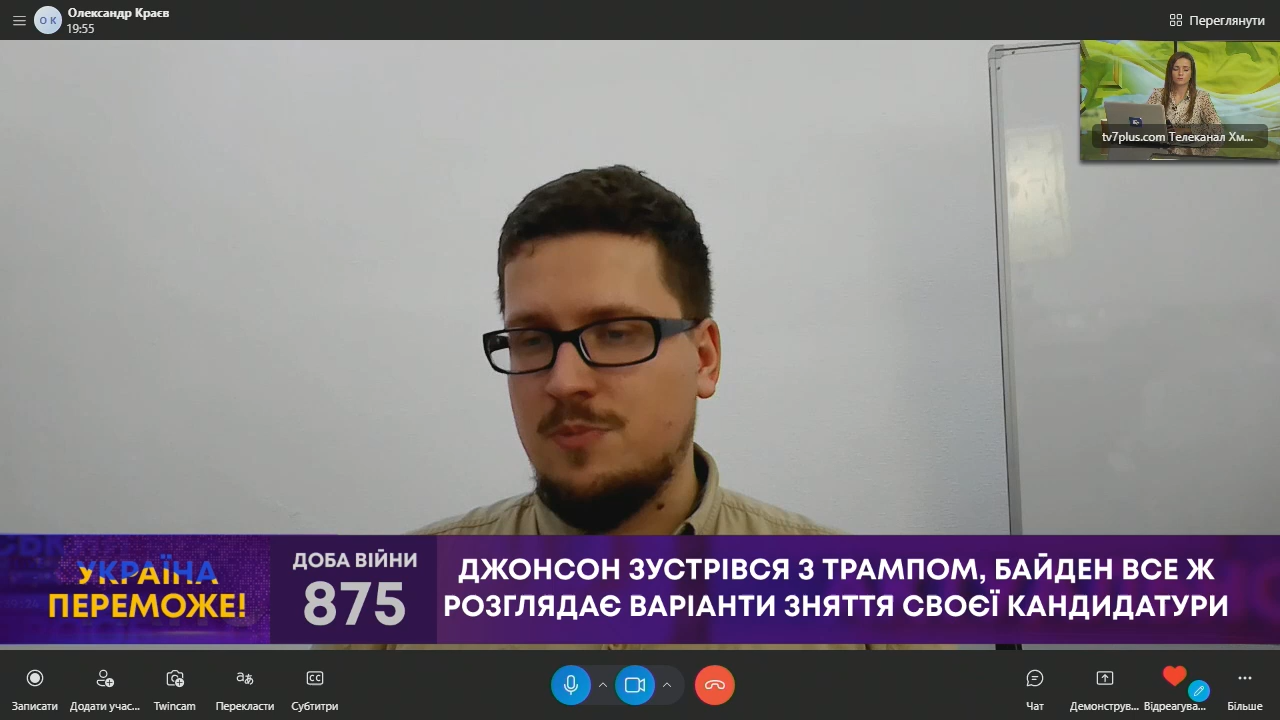 О К
Олександр Краєв
19:55
Переглянути
tv7plus.com Телеканал Хм...
УКРАЇНА
ПЕРЕМОЖЕ!
ДОБА ВІЙНИ
875
ДЖОНСОН ЗУСТРІВСЯ З ТРАМПОМ, БАЙДЕН ВСЕ Ж
РОЗГЛЯДАЄ ВАРІАНТИ ЗНЯТТЯ СВОЄЇ КАНДИДАТУРИ
Записати
Додати учас...
Twincam
Перекласти
Субтитри
Чат
Демонструв...
Відреагува...
Більше